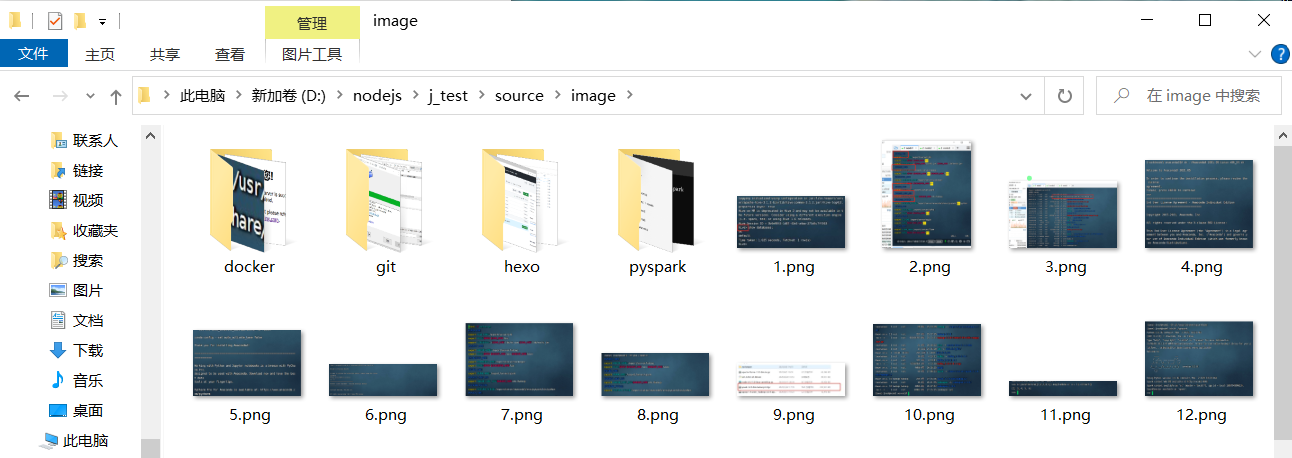 管理
image
文件
主页
共享
查看
图片工具
此电脑
新加卷 (D:)
nodejs
j_test
source
image
在 image 中搜索
联系人
链接
视频
收藏夹
搜索
图片
文档
下载
音乐
桌面
此电脑
docker
git
hexo
pyspark
1.png
2.png
3.png
4.png
5.png
6.png
7.png
8.png
9.png
10.png
11.png
12.png